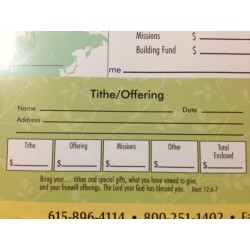 Missions $
Building Fund $
me
Tithe/Offering
Name Date
Address
Tithe Offering Missions Other Total Enclosed
$ $ $ $ $
Bring your... tithes and special gifts, what you have vowed to give,
and your freewill offerings. The Lord your God has blessed you. Deut. 12:6-7
615-896-4114 • 800-251-1402 • Fa